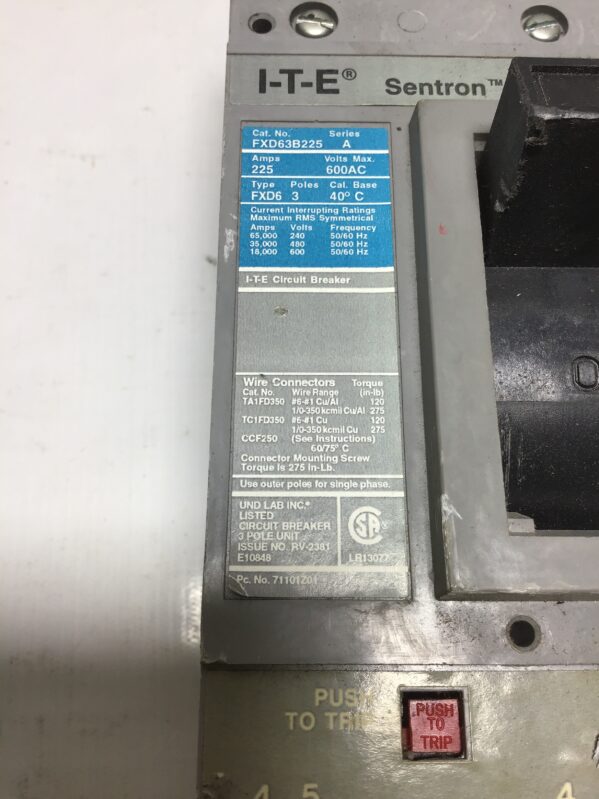 I-T-E® Sentron™
Cat. No. Series
FXD63B225 A
Amps Volts Max.
225 600AC
Type Poles Cal. Base
FXD6 3 40° C
Current Interrupting Ratings
Maximum RMS Symmetrical
Amps Volts Frequency
65,000 240 50/60 Hz
35,000 480 50/60 Hz
18,000 600 50/60 Hz
I-T-E Circuit Breaker
Wire Connectors Torque
Cat. No. Wire Range (in-lb)
TA1FD350 #6-#1 Cu/Al 120
1/0-350 kcmil Cu/Al 275
TC1FD350 #6-#1 Cu 120
1/0-350 kcmil Cu 275
CCF250 (See Instructions)
60/75° C
Connector Mounting Screw
Torque Is 275 in-Lb.
Use outer poles for single phase.
UND LAB INC.®
LISTED
CIRCUIT BREAKER
3 POLE UNIT
ISSUE NO. RV-2381
E10848
SA
LR13077
Pc. No. 71101Z01
O
PUSH
TO TRIP
PUSH
TO
TRIP
4 5 4